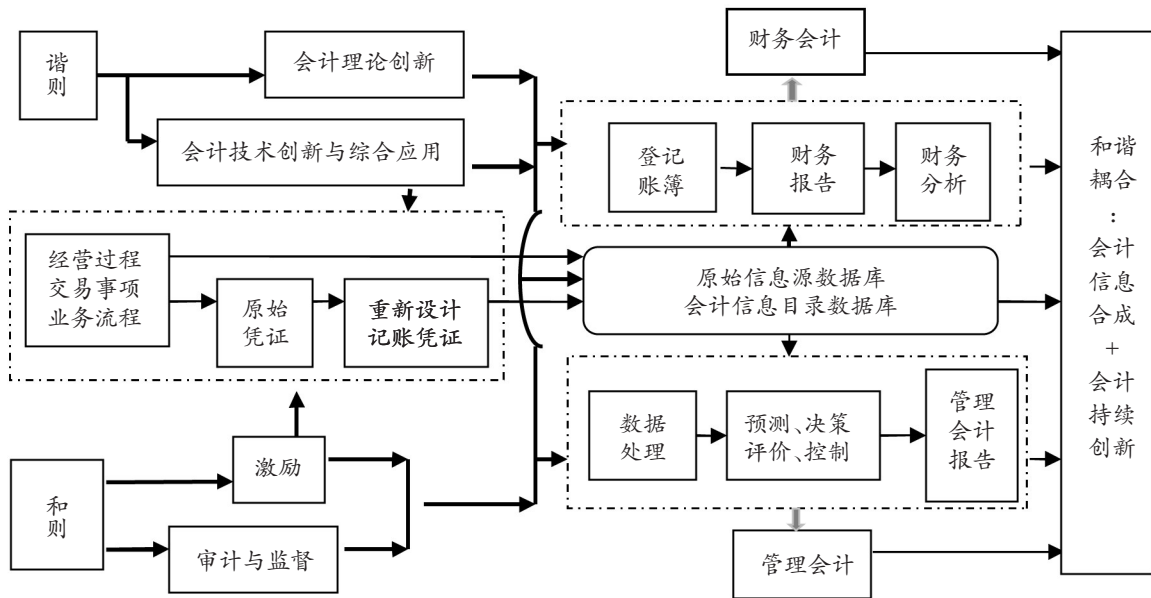 谐
则
会计理论创新
会计技术创新与综合应用
经营过程
交易事项
业务流程
原始
凭证
重新设计
记账凭证
和
则
激励
审计与监督
财务会计
登记
账簿
财务
报告
财务
分析
原始信息源数据库
会计信息目录数据库
数据
处理
预测、决策
评价、控制
管理
会计
报告
管理会计
和谐
耦合
:
会计
信息
合成
+
会计
持续
创新